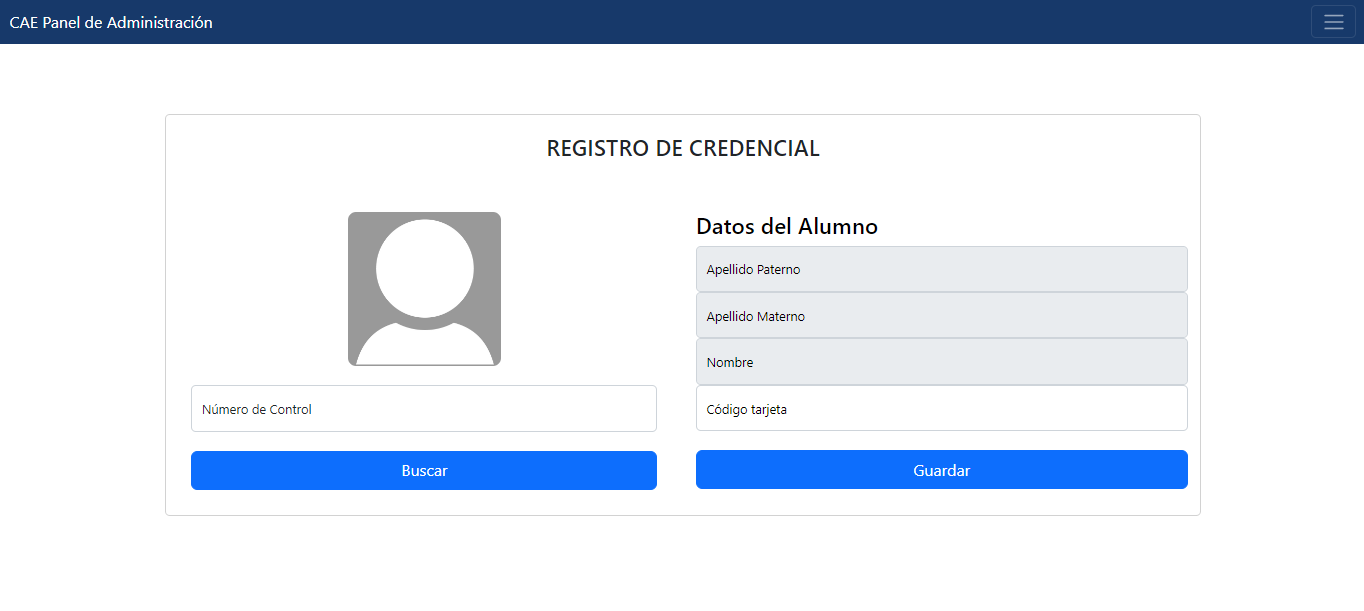 CAE Panel de Administración
REGISTRO DE CREDENCIAL
Número de Control
Buscar
Datos del Alumno
Apellido Paterno
Apellido Materno
Nombre
Código tarjeta
Guardar